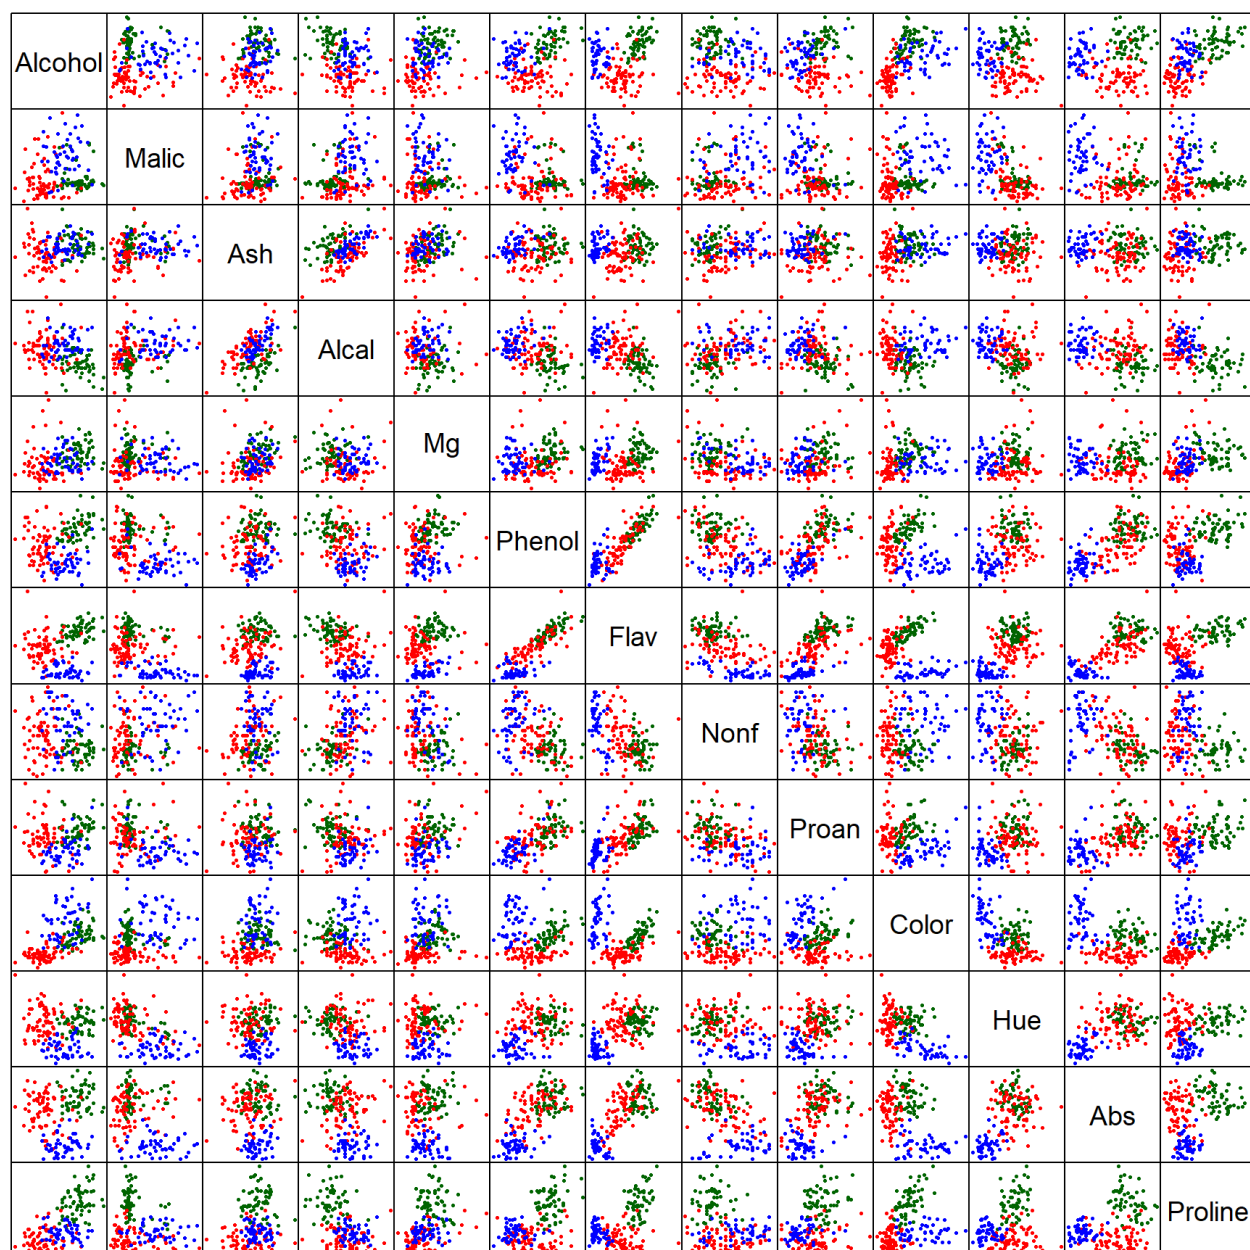 Alcohol
Malic
Ash
Alcal
Mg
Phenol
Flav
Nonf
Proan
Color
Hue
Abs
Proline